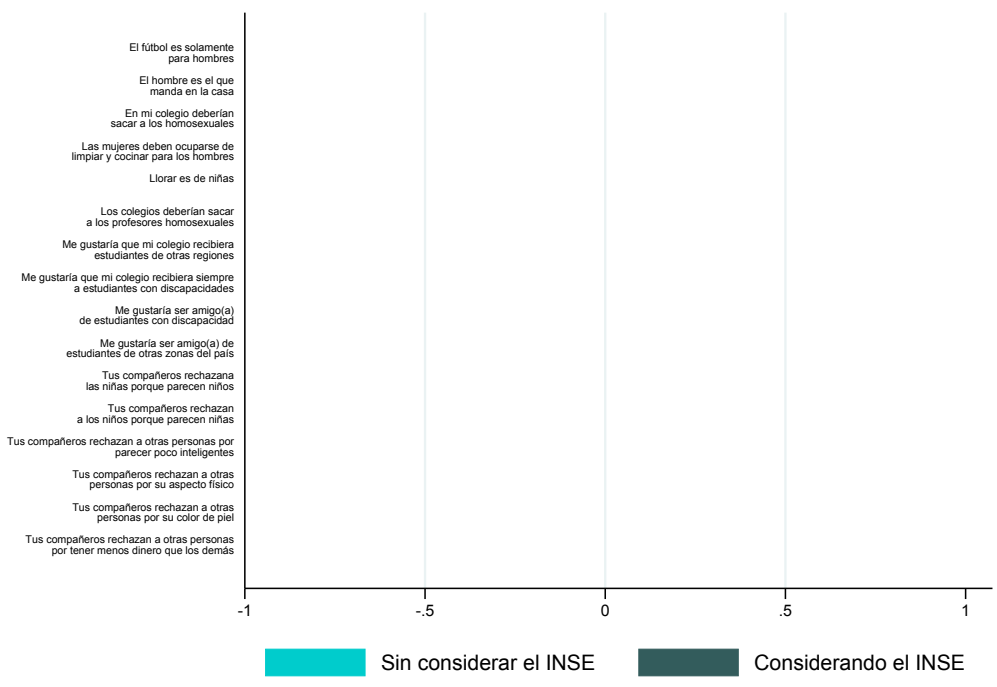 El fútbol es solamente
para hombres
El hombre es el que
manda en la casa
En mi colegio deberían
sacar a los homosexuales
Las mujeres deben ocuparse de
limpiar y cocinar para los hombres
Llorar es de niñas
Los colegios deberían sacar
a los profesores homosexuales
Me gustaría que mi colegio recibiera
estudiantes de otras regiones
Me gustaría que mi colegio recibiera siempre
a estudiantes con discapacidades
Me gustaría ser amigo(a)
de estudiantes con discapacidad
Me gustaría ser amigo(a) de
estudiantes de otras zonas del país
Tus compañeros rechazana
las niñas porque parecen niños
Tus compañeros rechazan
a los niños porque parecen niñas
Tus compañeros rechazan a otras personas por
parecer poco inteligentes
Tus compañeros rechazan a otras
personas por su aspecto físico
Tus compañeros rechazan a otras
personas por su color de piel
Tus compañeros rechazan a otras personas
por tener menos dinero que los demás
-1 -.5 0 .5 1
Sin considerar el INSE Considerando el INSE